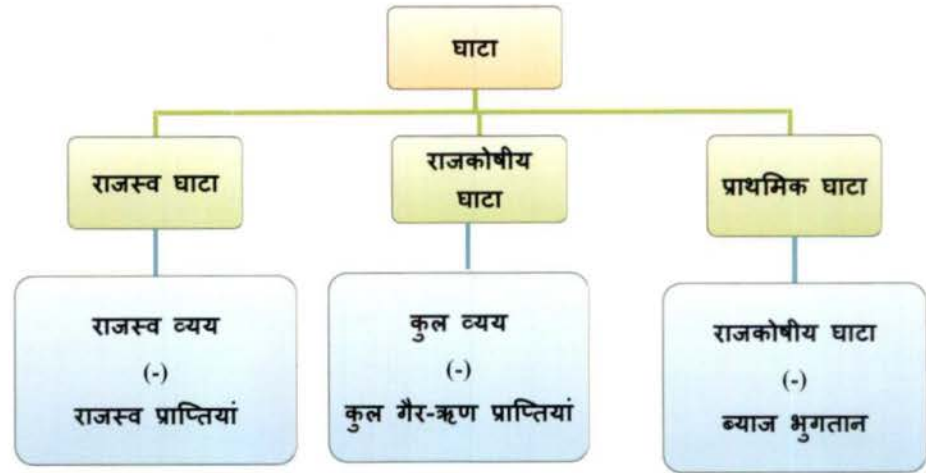 घाटा
राजस्व घाटा
राजकोषीय
घाटा
प्राथमिक घाटा
राजस्व व्यय
(-)
राजस्व प्राप्तियां
कुल व्यय
(-)
कुल गैर-ऋण प्राप्तियां
राजकोषीय घाटा
(-)
ब्याज भुगतान